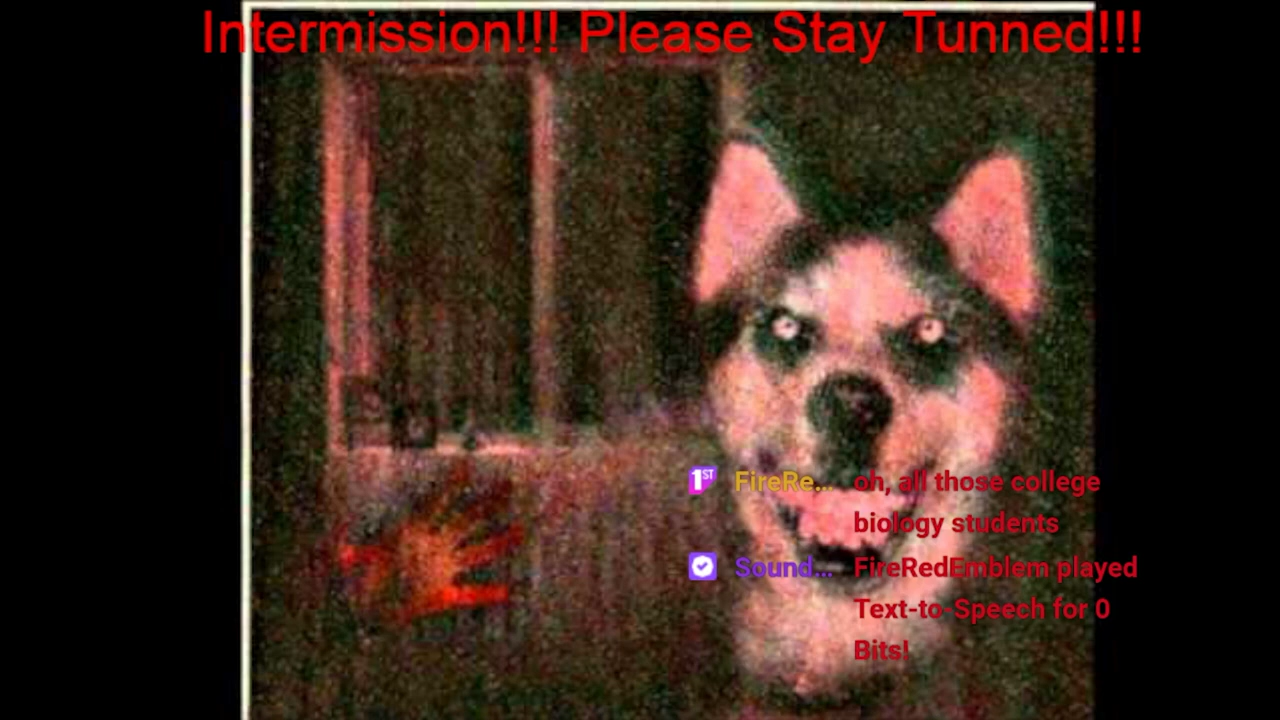 Intermission!!! Please Stay Tunned!!!
1ST FireRe... oh, all those college
biology students
Sound... FireRedEmblem played
Text-to-Speech for 0
Bits!